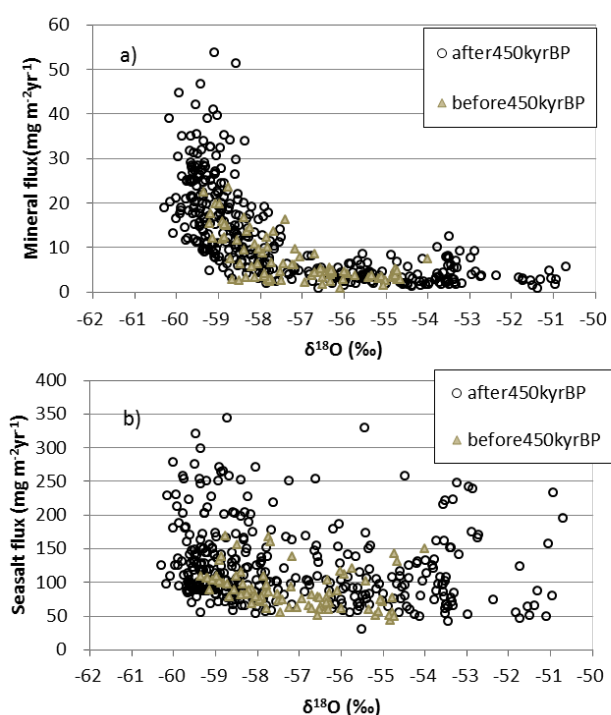 a)
after450kyrBP
before450kyrBP
Mineral flux(mg m⁻²yr⁻¹)
60
50
40
30
20
10
0
-62 -61 -60 -59 -58 -57 -56 -55 -54 -53 -52 -51 -50
δ¹⁸O (‰)
b)
after450kyrBP
before450kyrBP
Seasalt flux (mg m⁻²yr⁻¹)
400
350
300
250
200
150
100
50
0
-62 -61 -60 -59 -58 -57 -56 -55 -54 -53 -52 -51 -50
δ¹⁸O (‰)